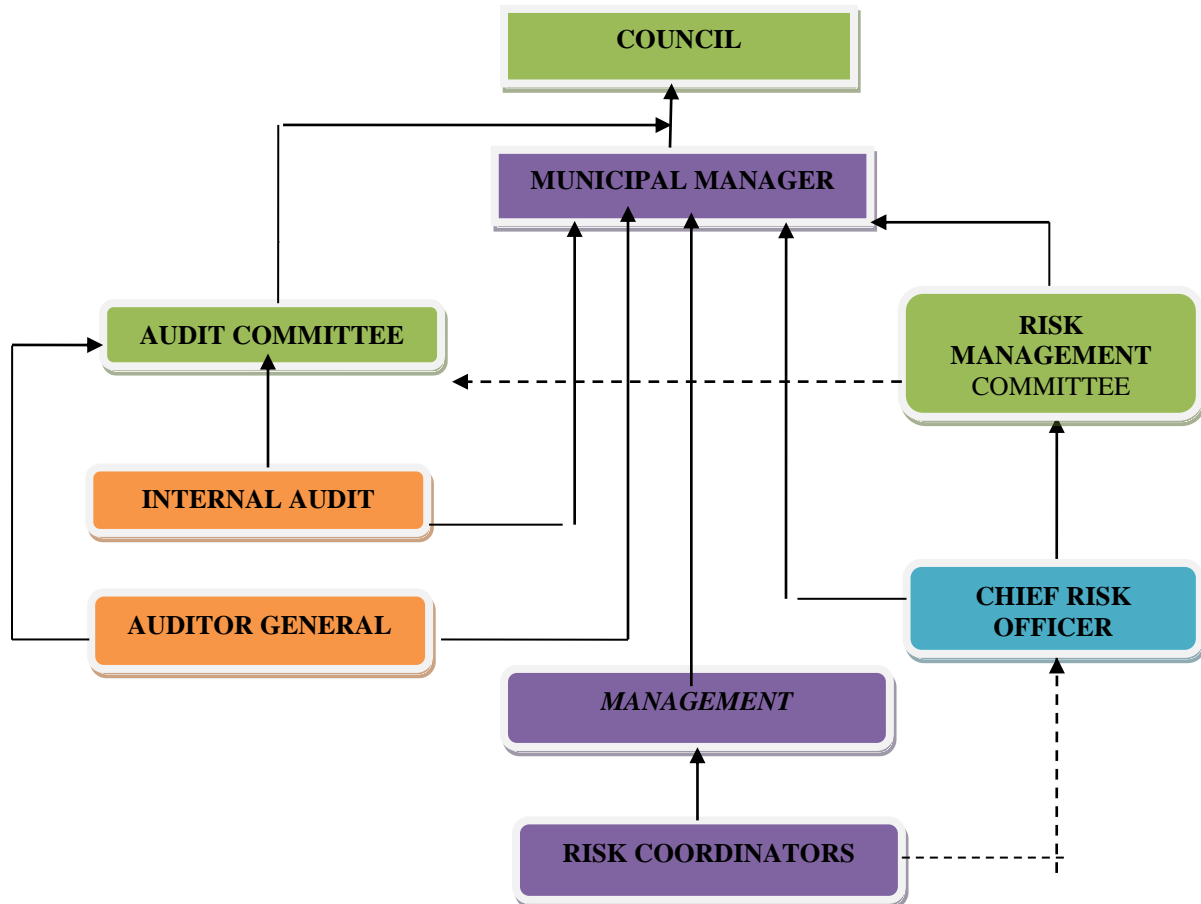 COUNCIL
MUNICIPAL MANAGER
AUDIT COMMITTEE
RISK
MANAGEMENT
COMMITTEE
INTERNAL AUDIT
CHIEF RISK
OFFICER
AUDITOR GENERAL
MANAGEMENT
RISK COORDINATORS